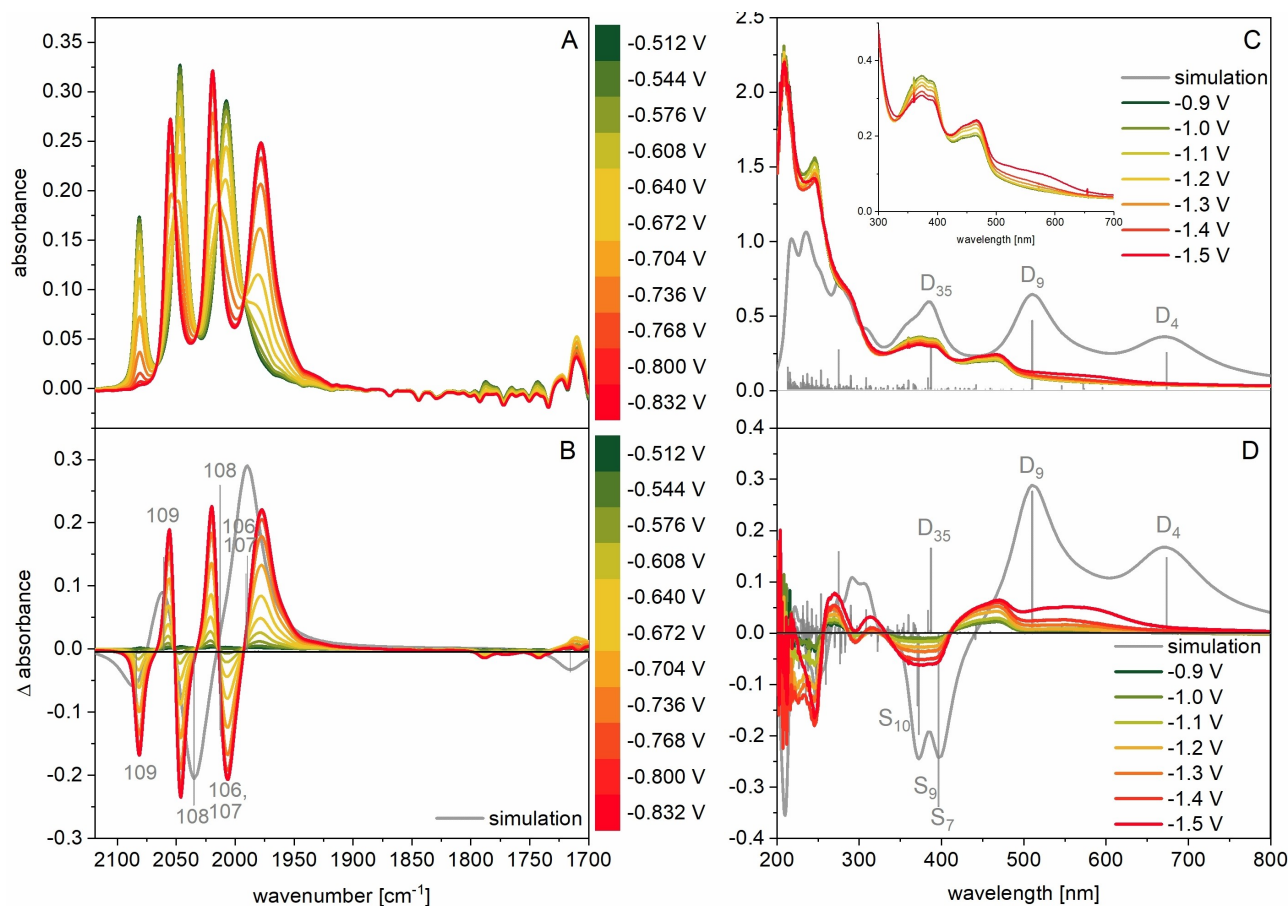 A
absorbance
0.35
0.30
0.25
0.20
0.15
0.10
0.05
0.00
-0.512 V
-0.544 V
-0.576 V
-0.608 V
-0.640 V
-0.672 V
-0.704 V
-0.736 V
-0.768 V
-0.800 V
-0.832 V
B
Δ absorbance
0.3
0.2
0.1
0.0
-0.1
-0.2
-0.3
109
108
106
107
109
108
106,
107
simulation
-0.512 V
-0.544 V
-0.576 V
-0.608 V
-0.640 V
-0.672 V
-0.704 V
-0.736 V
-0.768 V
-0.800 V
-0.832 V
2100 2050 2000 1950 1900 1850 1800 1750 1700
wavenumber [cm⁻¹]
C
2.5
2.0
1.5
1.0
0.5
0.0
0.4
0.2
0.0
300 400 500 600 700
wavelength [nm]
simulation
-0.9 V
-1.0 V
-1.1 V
-1.2 V
-1.3 V
-1.4 V
-1.5 V
D₃₅
D₉
D₄
D
0.4
0.3
0.2
0.1
0.0
-0.1
-0.2
-0.3
-0.4
D₃₅
D₉
D₄
S₁₀
S₉
S₇
simulation
-0.9 V
-1.0 V
-1.1 V
-1.2 V
-1.3 V
-1.4 V
-1.5 V
200 300 400 500 600 700 800
wavelength [nm]